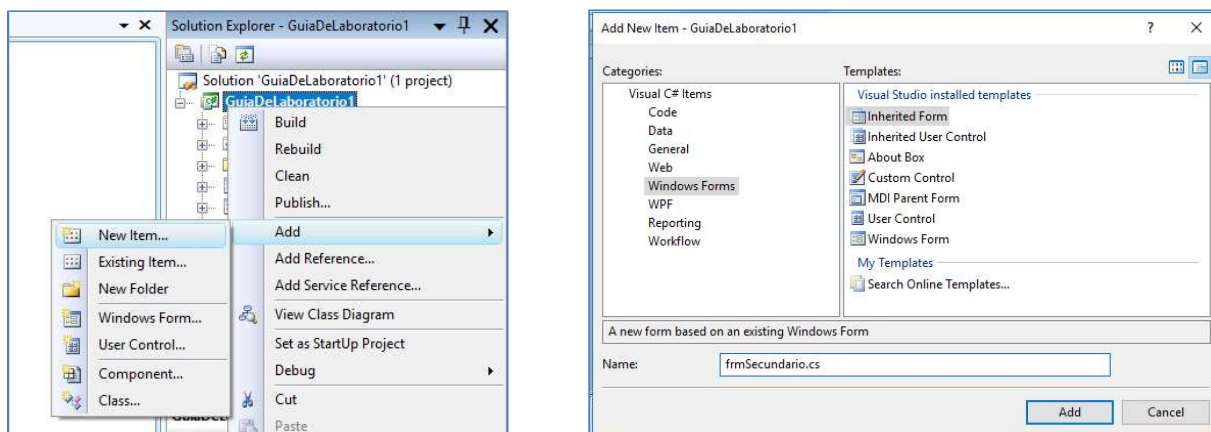 Solution Explorer - GuiaDeLaboratorio1
Solution 'GuiaDeLaboratorio1' (1 project)
GuiaDeLaboratorio1
Build
Rebuild
Clean
Publish...
Add
Add Reference...
Add Service Reference...
View Class Diagram
Set as StartUp Project
Debug
Cut
Paste
New Item...
Existing Item...
New Folder
Windows Form...
User Control...
Component...
Class...
Add New Item - GuiaDeLaboratorio1
Categories:
Visual C# Items
Code
Data
General
Web
Windows Forms
WPF
Reporting
Workflow
Templates:
Visual Studio installed templates
Inherited Form
Inherited User Control
About Box
Custom Control
MDI Parent Form
User Control
Windows Form
My Templates
Search Online Templates...
A new form based on an existing Windows Form
Name: frmSecundario.cs
Add Cancel